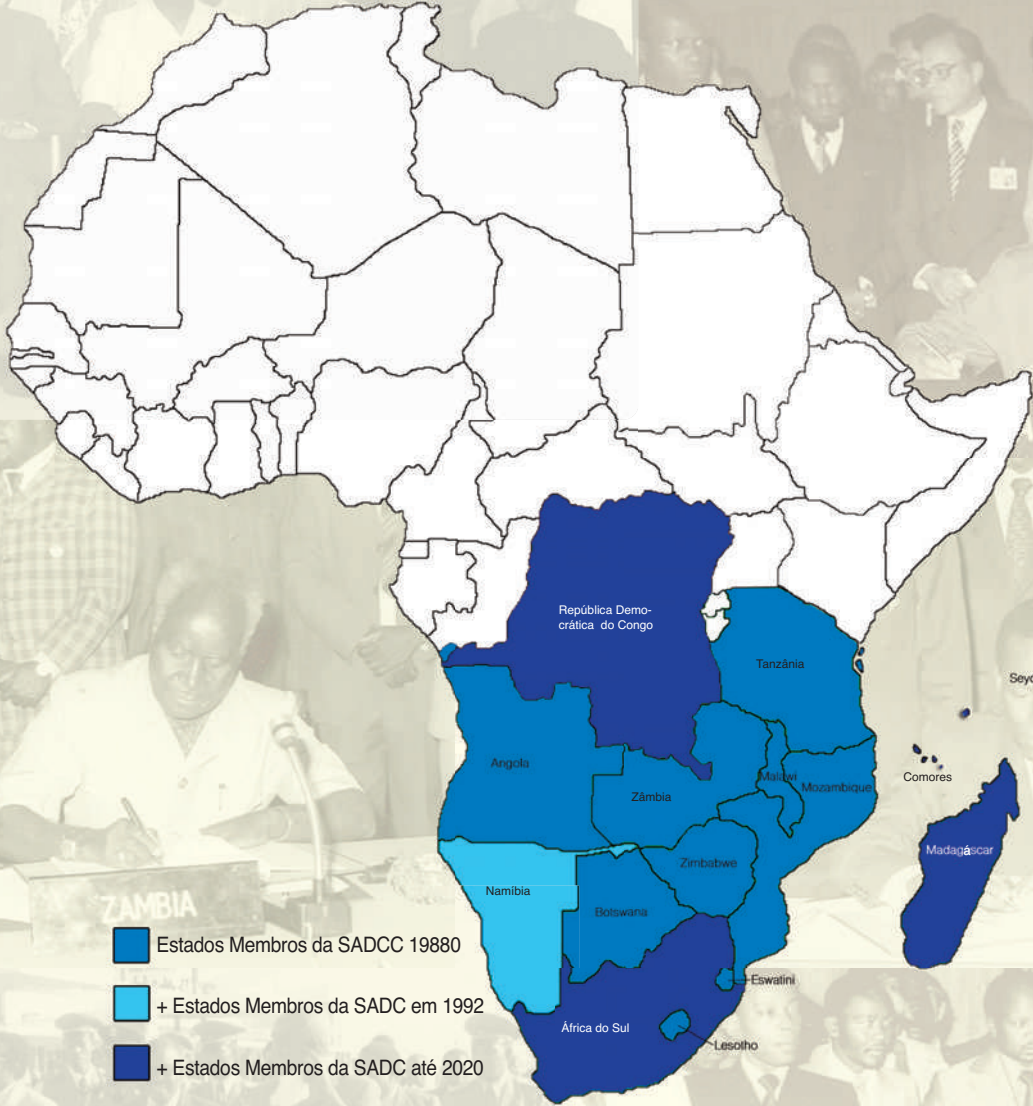 República Demo-
crática do Congo
Tanzânia
Seyc
Angola
Malawi
Mozambique
Comores
Zâmbia
Madagáscar
Zimbabwe
Namíbia
Botswana
ZAMBIA
Estados Membros da SADCC 19880
Eswatini
+ Estados Membros da SADC em 1992
África do Sul
Lesotho
+ Estados Membros da SADC até 2020